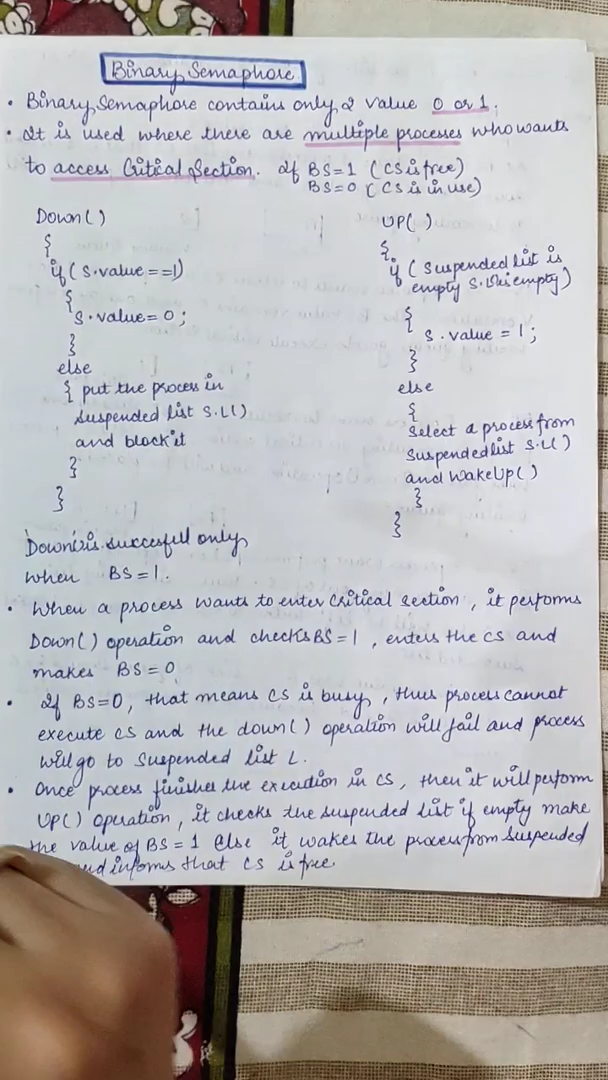 Binary Semaphore
• Binary Semaphore contains only 2 value 0 or 1.
• It is used where there are multiple processes who wants
to access Critical Section. If BS=1 (CS is free)
BS=0 (CS is in use)
Down()
{
if (S.value==1)
{
S.value=0;
}
else
{ put the process in
suspended list S.L()
and block it
}
}
UP()
{
if (Suspended list is
empty S.L is empty)
{
S.value = 1;
}
else
{
Select a process from
suspended list S.L()
and WakeUp()
}
}
Down() is succesfull only
when BS=1.
• When a process wants to enter critical section, it performs
Down() operation and checks BS=1, enters the CS and
makes BS=0
• If BS=0, that means CS is busy, thus process cannot
execute CS and the down() operation will fail and process
will go to suspended list L.
• Once process finishes the execution in CS, then it will perform
UP() operation, it checks the suspended list if empty make
the value of BS=1 else it wakes the process from suspended
and informs that CS is free.